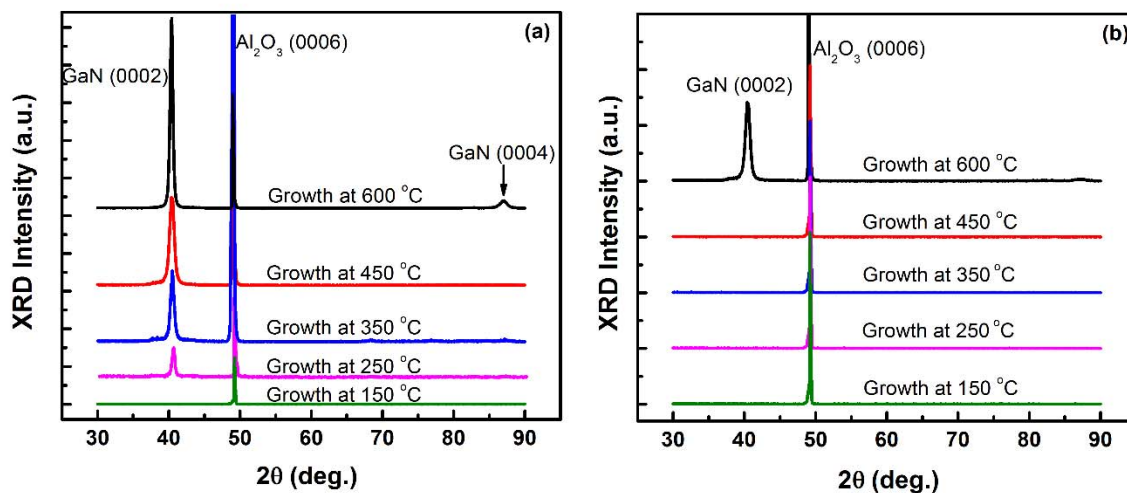 (a)
Al₂O₃ (0006)
GaN (0002)
GaN (0004)
Growth at 600 °C
Growth at 450 °C
Growth at 350 °C
Growth at 250 °C
Growth at 150 °C
XRD Intensity (a.u.)
30 40 50 60 70 80 90
2θ (deg.)
(b)
Al₂O₃ (0006)
GaN (0002)
Growth at 600 °C
Growth at 450 °C
Growth at 350 °C
Growth at 250 °C
Growth at 150 °C
XRD Intensity (a.u.)
30 40 50 60 70 80 90
2θ (deg.)